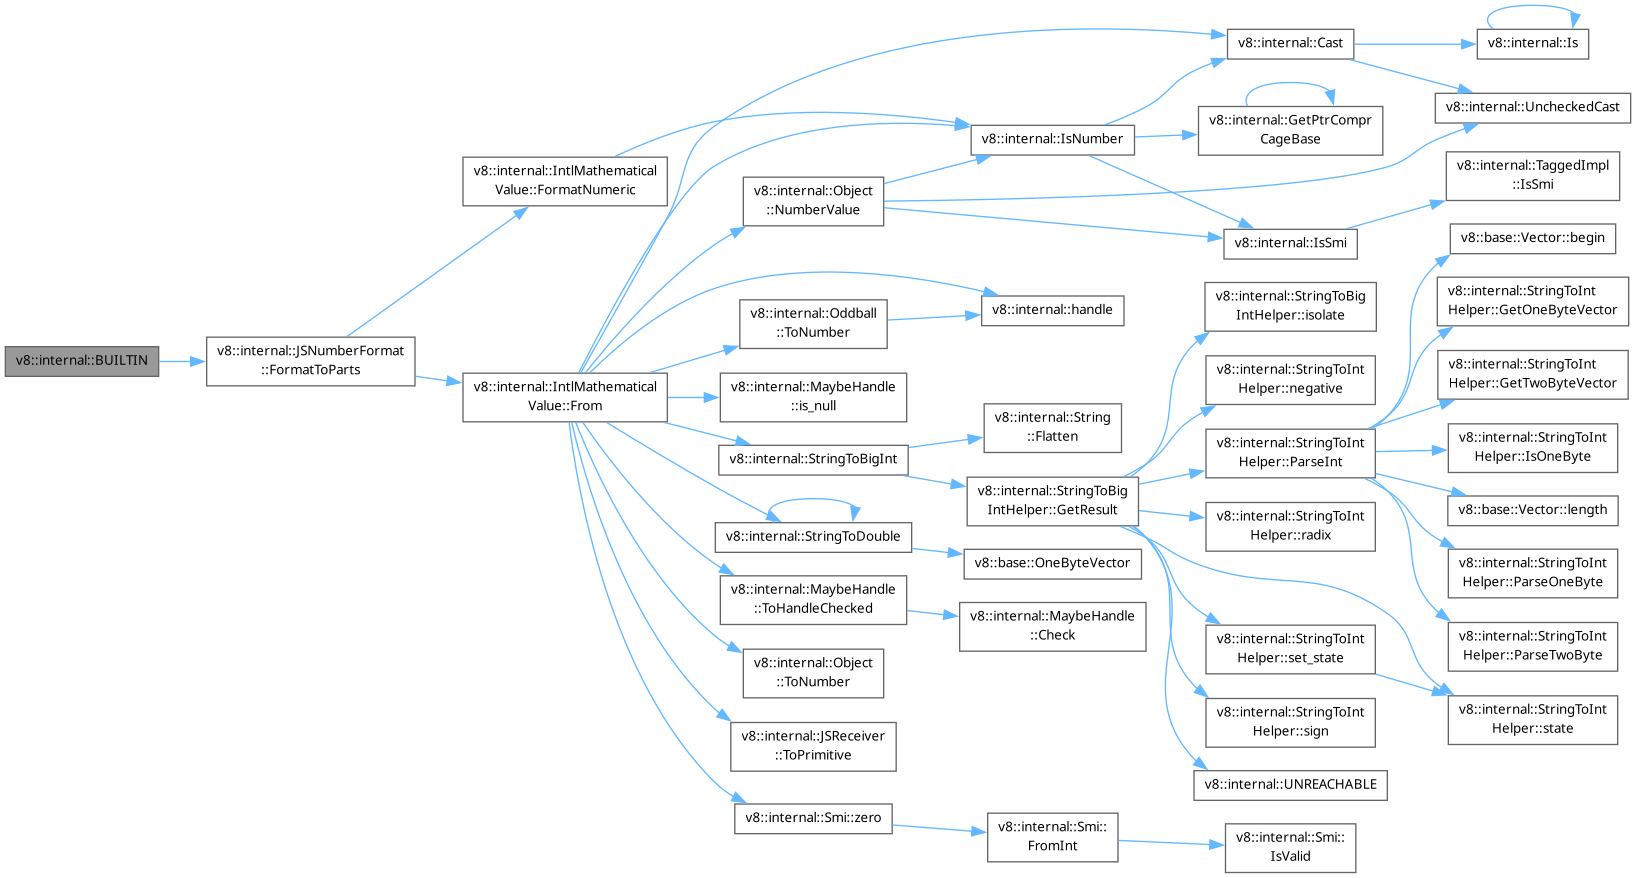 v8::internal::BUILTIN
v8::internal::JSNumberFormat
::FormatToParts
v8::internal::IntlMathematical
Value::FormatNumeric
v8::internal::IntlMathematical
Value::From
v8::internal::Object
::NumberValue
v8::internal::Oddball
::ToNumber
v8::internal::MaybeHandle
::is_null
v8::internal::StringToBigInt
v8::internal::StringToDouble
v8::internal::MaybeHandle
::ToHandleChecked
v8::internal::Object
::ToNumber
v8::internal::JSReceiver
::ToPrimitive
v8::internal::Smi::zero
v8::internal::IsNumber
v8::internal::handle
v8::internal::String
::Flatten
v8::internal::StringToBig
IntHelper::GetResult
v8::base::OneByteVector
v8::internal::MaybeHandle
::Check
v8::internal::Smi::
FromInt
v8::internal::Cast
v8::internal::GetPtrCompr
CageBase
v8::internal::IsSmi
v8::internal::StringToBig
IntHelper::isolate
v8::internal::StringToInt
Helper::negative
v8::internal::StringToInt
Helper::ParseInt
v8::internal::StringToInt
Helper::radix
v8::internal::StringToInt
Helper::set_state
v8::internal::StringToInt
Helper::sign
v8::internal::UNREACHABLE
v8::internal::Smi::
IsValid
v8::internal::Is
v8::internal::UncheckedCast
v8::internal::TaggedImpl
::IsSmi
v8::base::Vector::begin
v8::internal::StringToInt
Helper::GetOneByteVector
v8::internal::StringToInt
Helper::GetTwoByteVector
v8::internal::StringToInt
Helper::IsOneByte
v8::base::Vector::length
v8::internal::StringToInt
Helper::ParseOneByte
v8::internal::StringToInt
Helper::ParseTwoByte
v8::internal::StringToInt
Helper::state